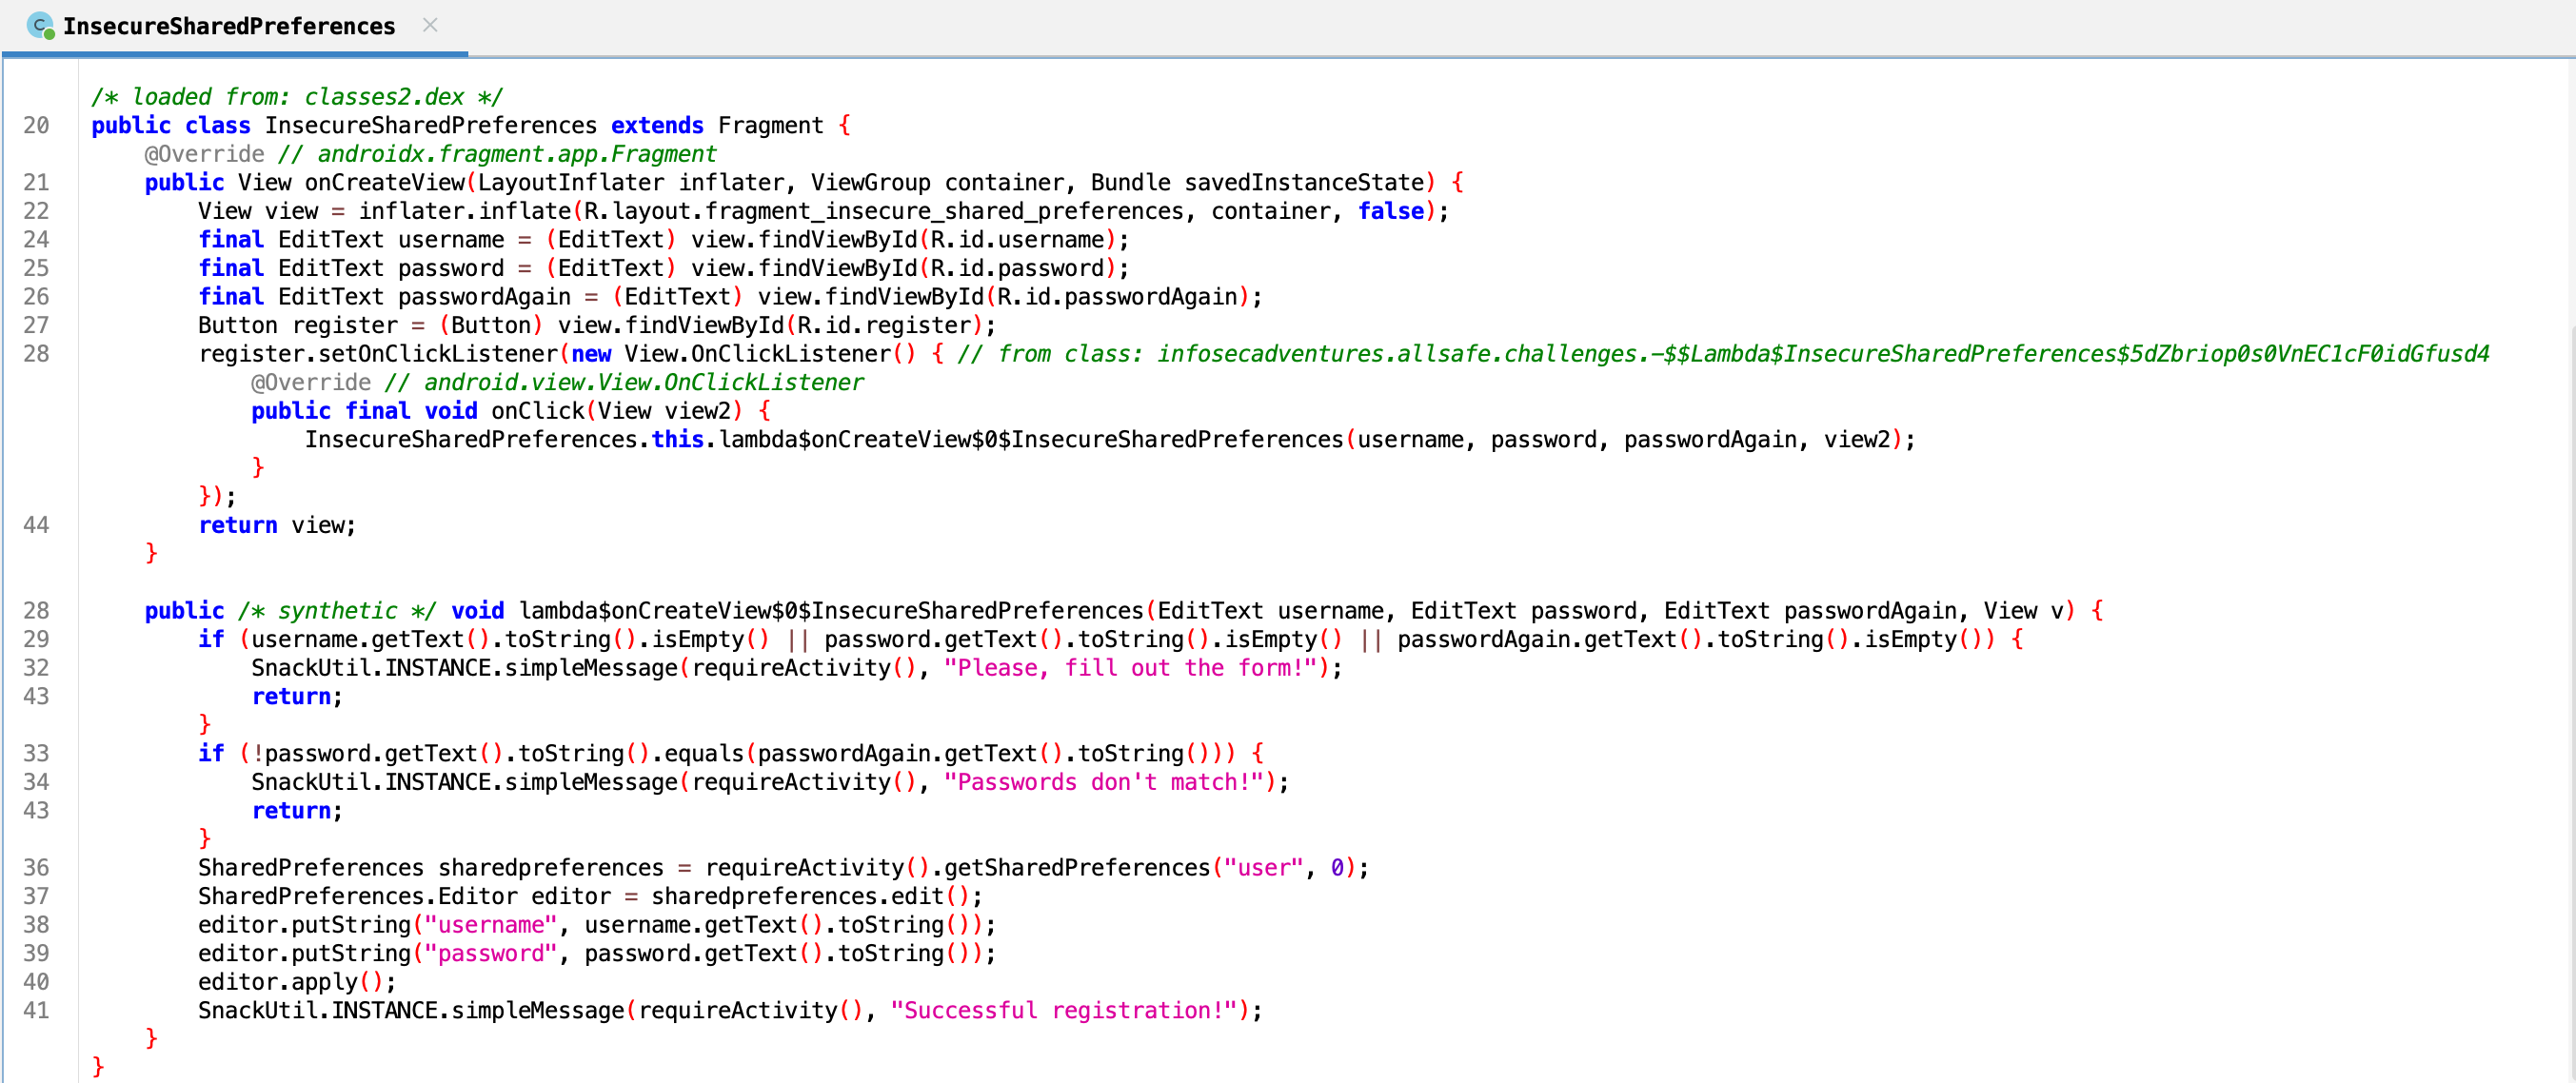 InsecureSharedPreferences
/* loaded from: classes2.dex */
20 public class InsecureSharedPreferences extends Fragment {
@Override // androidx.fragment.app.Fragment
21 public View onCreateView(LayoutInflater inflater, ViewGroup container, Bundle savedInstanceState) {
22 View view = inflater.inflate(R.layout.fragment_insecure_shared_preferences, container, false);
24 final EditText username = (EditText) view.findViewById(R.id.username);
25 final EditText password = (EditText) view.findViewById(R.id.password);
26 final EditText passwordAgain = (EditText) view.findViewById(R.id.passwordAgain);
27 Button register = (Button) view.findViewById(R.id.register);
28 register.setOnClickListener(new View.OnClickListener() { // from class: infosecadventures.allsafe.challenges.-$$Lambda$InsecureSharedPreferences$5dZbriop0s0VnEC1cF0idGfusd4
@Override // android.view.View.OnClickListener
public final void onClick(View view2) {
InsecureSharedPreferences.this.lambda$onCreateView$0$InsecureSharedPreferences(username, password, passwordAgain, view2);
}
});
44 return view;
}
28 public /* synthetic */ void lambda$onCreateView$0$InsecureSharedPreferences(EditText username, EditText password, EditText passwordAgain, View v) {
29 if (username.getText().toString().isEmpty() || password.getText().toString().isEmpty() || passwordAgain.getText().toString().isEmpty()) {
32 SnackUtil.INSTANCE.simpleMessage(requireActivity(), "Please, fill out the form!");
43 return;
}
33 if (!password.getText().toString().equals(passwordAgain.getText().toString())) {
34 SnackUtil.INSTANCE.simpleMessage(requireActivity(), "Passwords don't match!");
43 return;
}
36 SharedPreferences sharedpreferences = requireActivity().getSharedPreferences("user", 0);
37 SharedPreferences.Editor editor = sharedpreferences.edit();
38 editor.putString("username", username.getText().toString());
39 editor.putString("password", password.getText().toString());
40 editor.apply();
41 SnackUtil.INSTANCE.simpleMessage(requireActivity(), "Successful registration!");
}
}